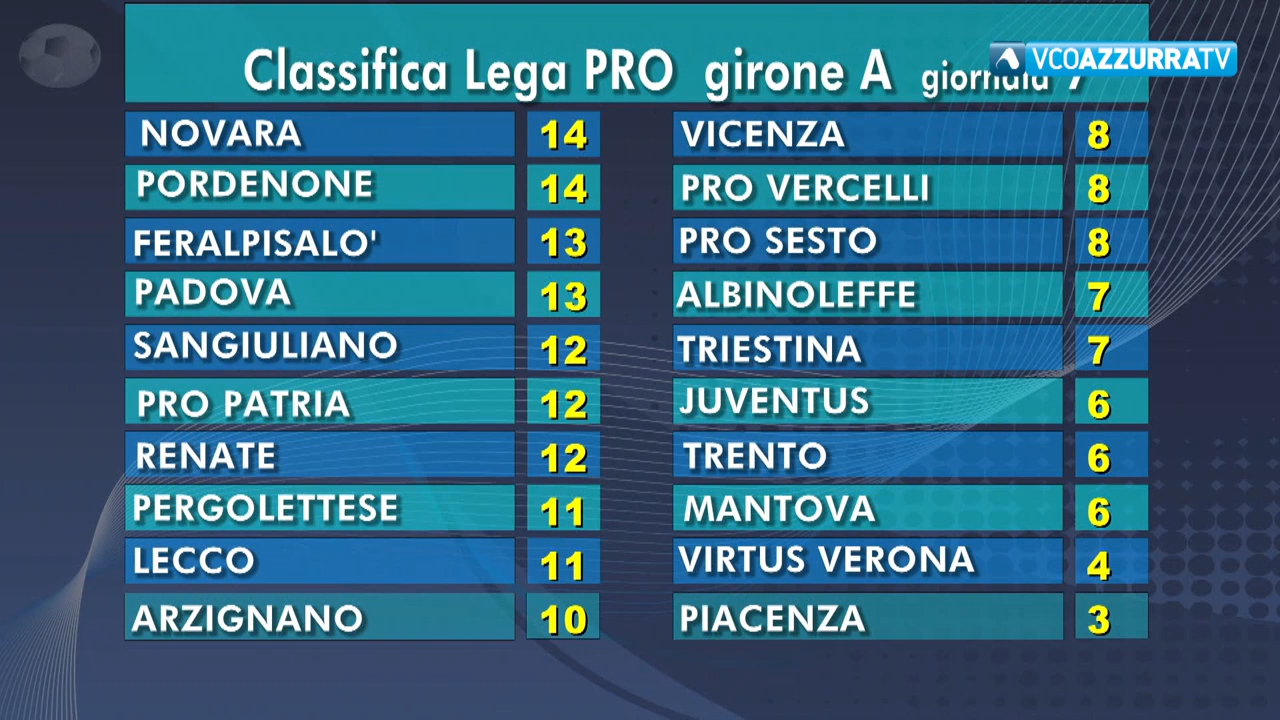 Classifica Lega PRO girone A giornata 7
VCOAZZURRATV
NOVARA 14
PORDENONE 14
FERALPISALO' 13
PADOVA 13
SANGIULIANO 12
PRO PATRIA 12
RENATE 12
PERGOLETTESE 11
LECCO 11
ARZIGNANO 10
VICENZA 8
PRO VERCELLI 8
PRO SESTO 8
ALBINOLEFFE 7
TRIESTINA 7
JUVENTUS 6
TRENTO 6
MANTOVA 6
VIRTUS VERONA 4
PIACENZA 3